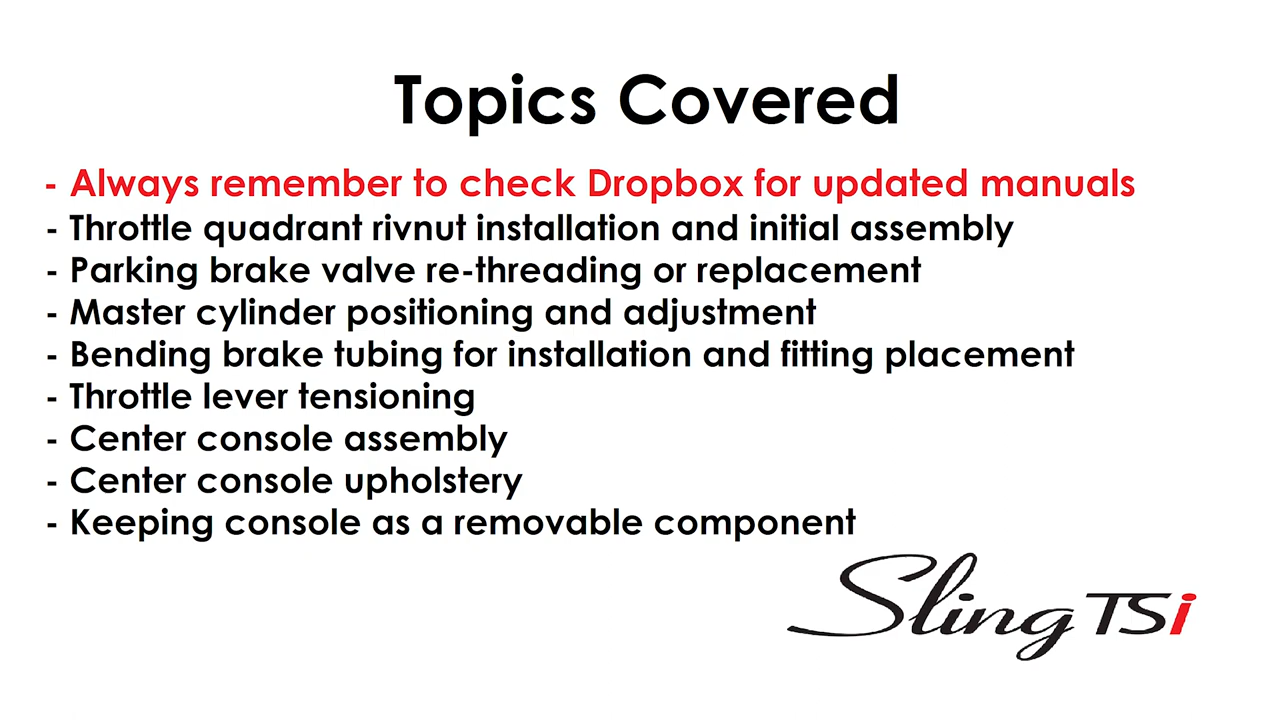 Topics Covered
- Always remember to check Dropbox for updated manuals
- Throttle quadrant rivnut installation and initial assembly
- Parking brake valve re-threading or replacement
- Master cylinder positioning and adjustment
- Bending brake tubing for installation and fitting placement
- Throttle lever tensioning
- Center console assembly
- Center console upholstery
- Keeping console as a removable component
Sling TSi